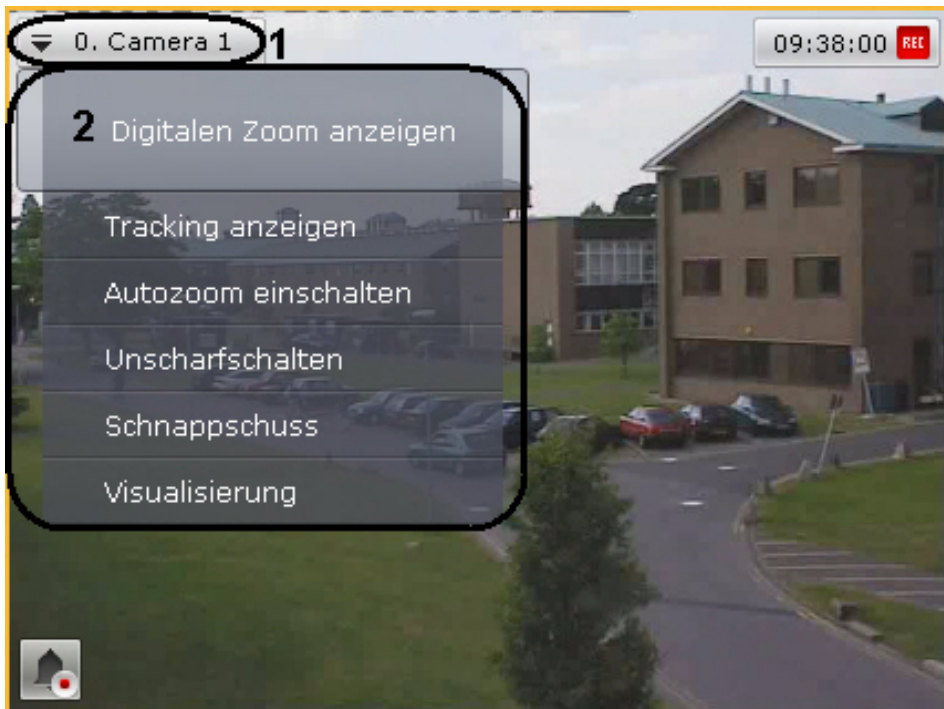 0. Camera 1
1
09:38:00 REC
2
Digitalen Zoom anzeigen
Tracking anzeigen
Autozoom einschalten
Unscharfschalten
Schnappschuss
Visualisierung